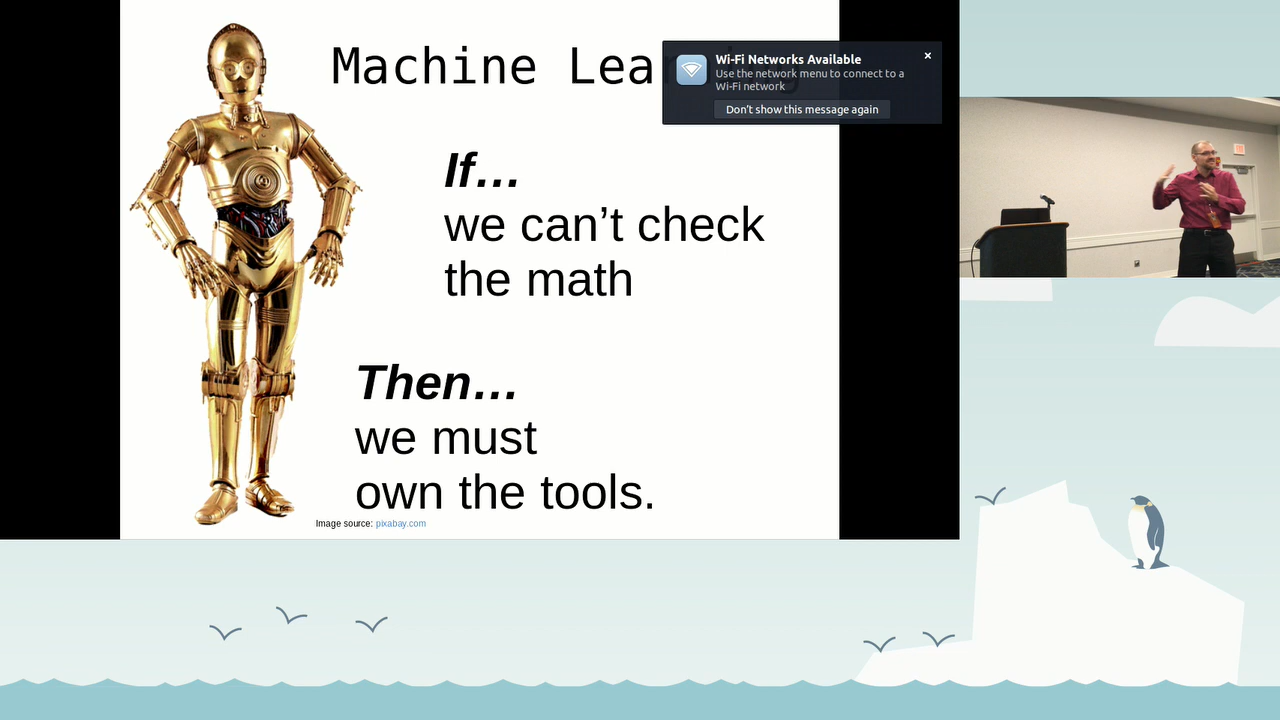 Machine Lea
Wi-Fi Networks Available
Use the network menu to connect to a
Wi-Fi network
Don't show this message again
If…
we can’t check
the math
Then…
we must
own the tools.
Image source: pixabay.com